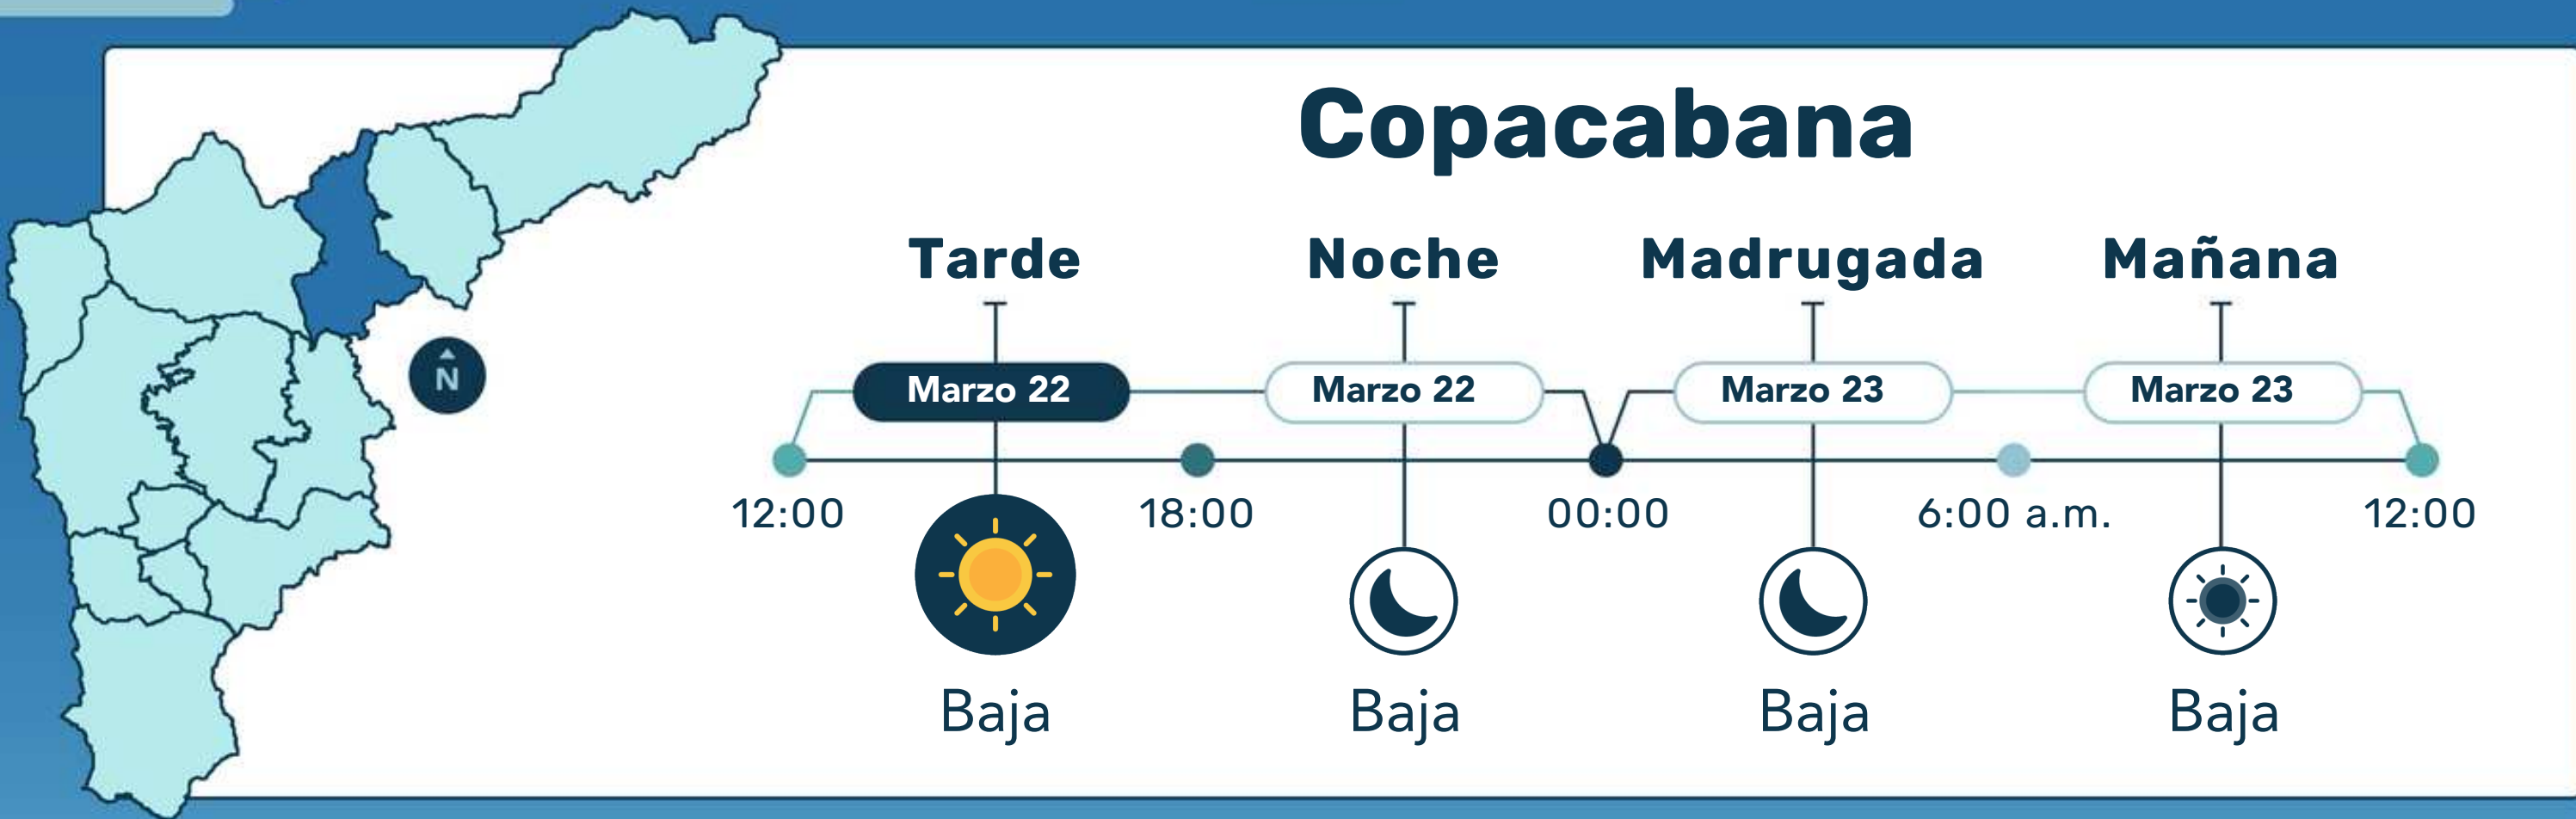 Copacabana
Tarde Noche Madrugada Mañana
N
Marzo 22 Marzo 22 Marzo 23 Marzo 23
12:00 18:00 00:00 6:00 a.m. 12:00
Baja Baja Baja Baja